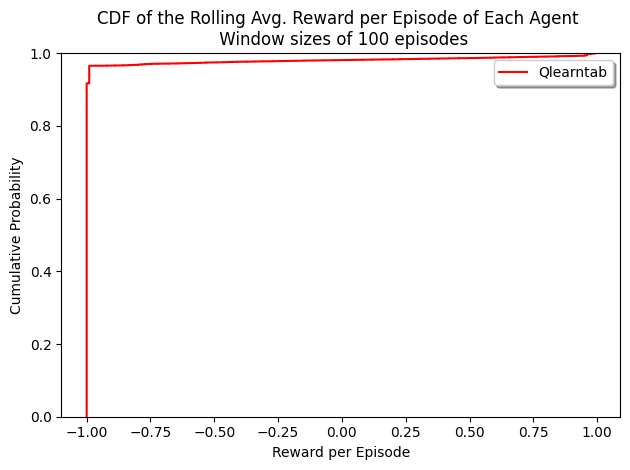 CDF of the Rolling Avg. Reward per Episode of Each Agent
Window sizes of 100 episodes
Qlearntab
Cumulative Probability
1.0
0.8
0.6
0.4
0.2
0.0
−1.00 −0.75 −0.50 −0.25 0.00 0.25 0.50 0.75 1.00
Reward per Episode